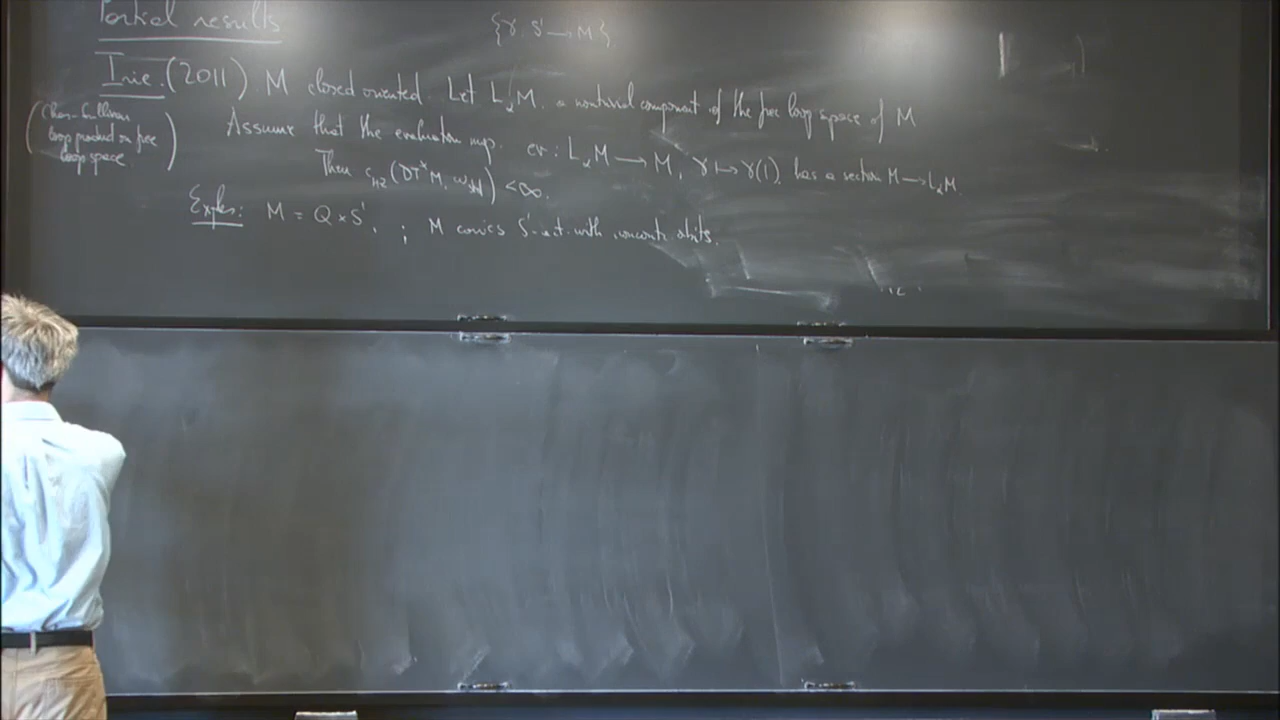 Partial results
{γ: S¹ → M}
Irie (2011) M closed oriented. Let L_α M a nontrivial component of the free loop space of M
(Chas-Sullivan
loop product on free
loop space)
Assume that the evaluation map ev: L_α M → M, γ ↦ γ(1) has a section M → L_α M.
Then c_HZ (DT*M, ω_std) < ∞.
Exples: M = Q × S¹, ; M carries S¹-act. with noncontr. orbits.